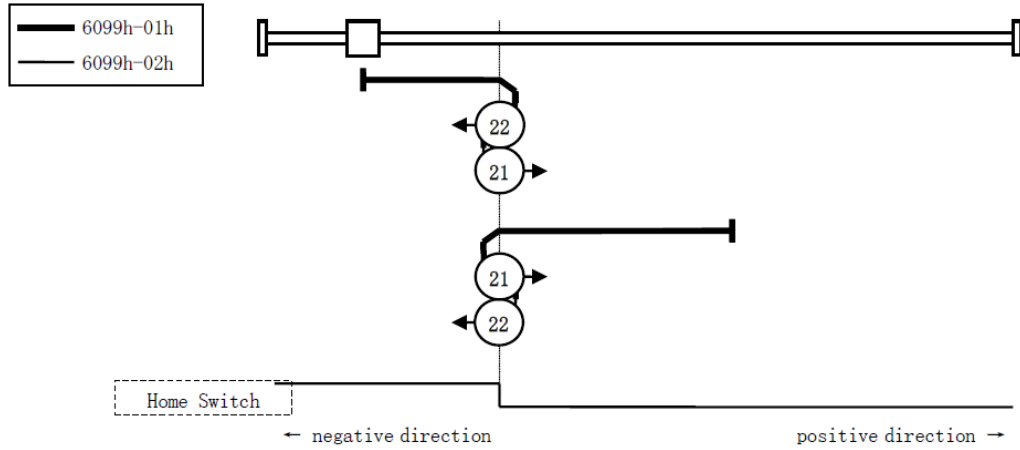 6099h-01h
6099h-02h
22
21
21
22
Home Switch
← negative direction
positive direction →